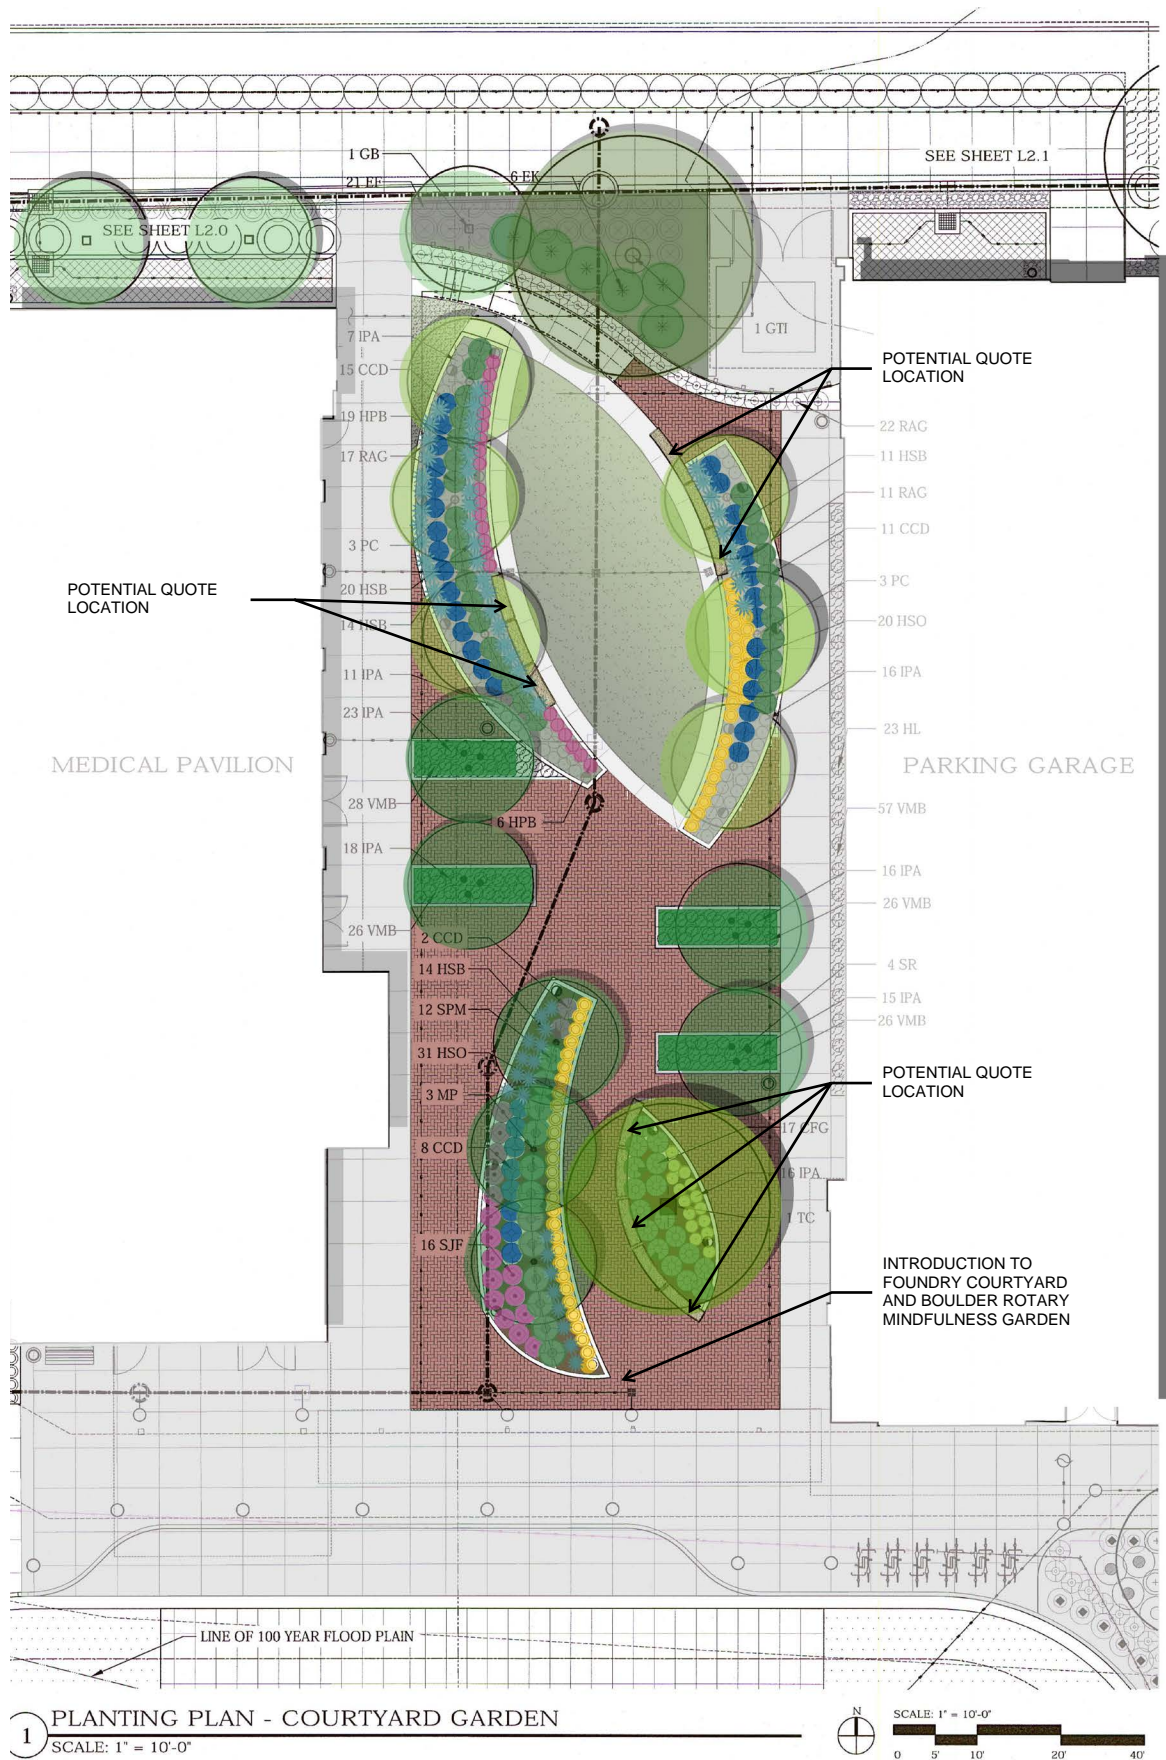 1 GB
21 EF
6 EK
SEE SHEET L2.1
SEE SHEET L2.0
1 GTI
7 IPA
15 CCD
19 HPB
17 RAG
3 PC
20 HSB
14 HSB
11 IPA
23 IPA
28 VMB
6 HPB
18 IPA
26 VMB
POTENTIAL QUOTE
LOCATION
POTENTIAL QUOTE
LOCATION
22 RAG
11 HSB
11 RAG
11 CCD
3 PC
20 HSO
16 IPA
23 HL
57 VMB
16 IPA
26 VMB
4 SR
15 IPA
26 VMB
MEDICAL PAVILION
PARKING GARAGE
2 CCD
14 HSB
12 SPM
31 HSO
3 MP
8 CCD
16 SJF
POTENTIAL QUOTE
LOCATION
17 CFG
16 IPA
1 TC
INTRODUCTION TO
FOUNDRY COURTYARD
AND BOULDER ROTARY
MINDFULNESS GARDEN
LINE OF 100 YEAR FLOOD PLAIN
1
PLANTING PLAN - COURTYARD GARDEN
SCALE: 1" = 10'-0"
N
SCALE: 1" = 10'-0"
0 5' 10' 20' 40'